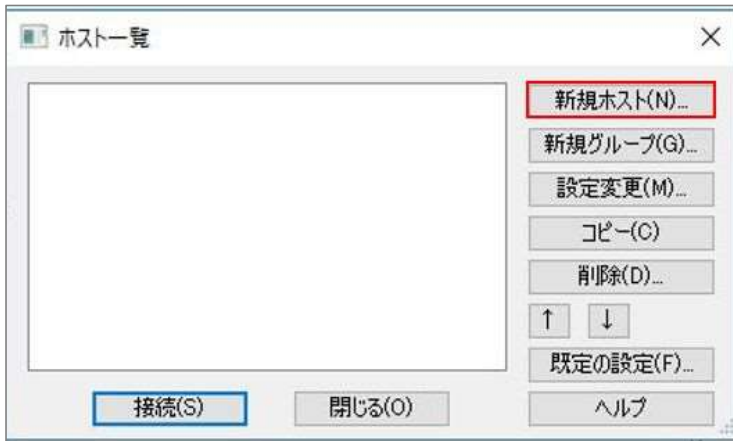 ホスト一覧
新規ホスト(N)...
新規グループ(G)...
設定変更(M)...
コピー(C)
削除(D)...
↑ ↓
既定の設定(F)...
接続(S) 閉じる(O) ヘルプ